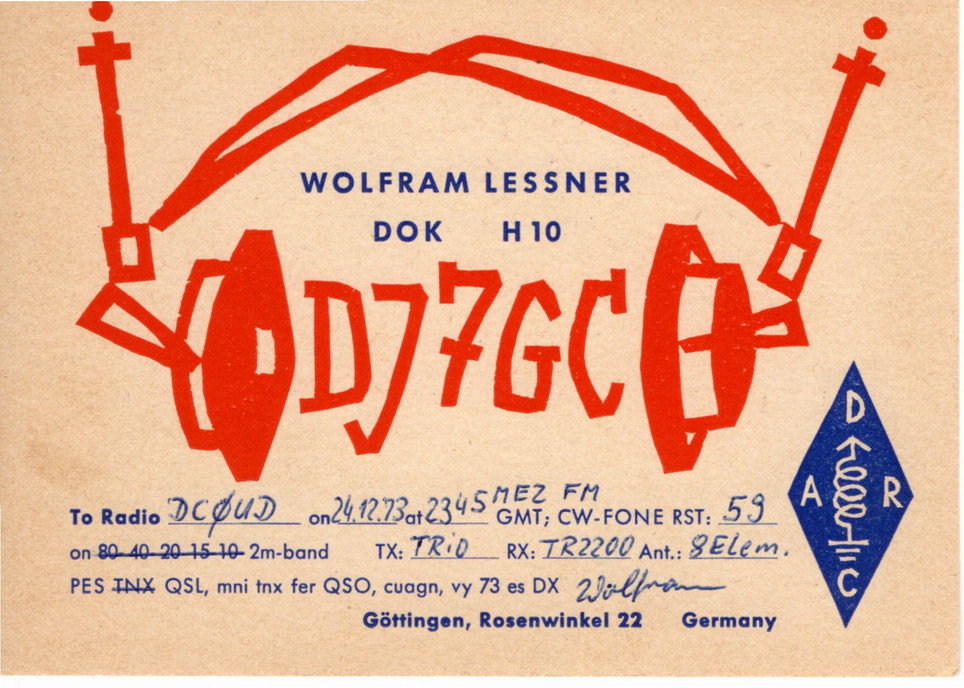 WOLFRAM LESSNER
DOK H10
DJ7GC
To Radio DCØUD on 24.12.73 at 2345 MEZ FM GMT; CW-FONE RST: 59
on 80-40-20-15-10- 2m-band TX: TRiO RX: TR2200 Ant.: 8Elem.
PES TNX QSL, mni tnx fer QSO, cuagn, vy 73 es DX Wolfram
Göttingen, Rosenwinkel 22 Germany
D
A R
C